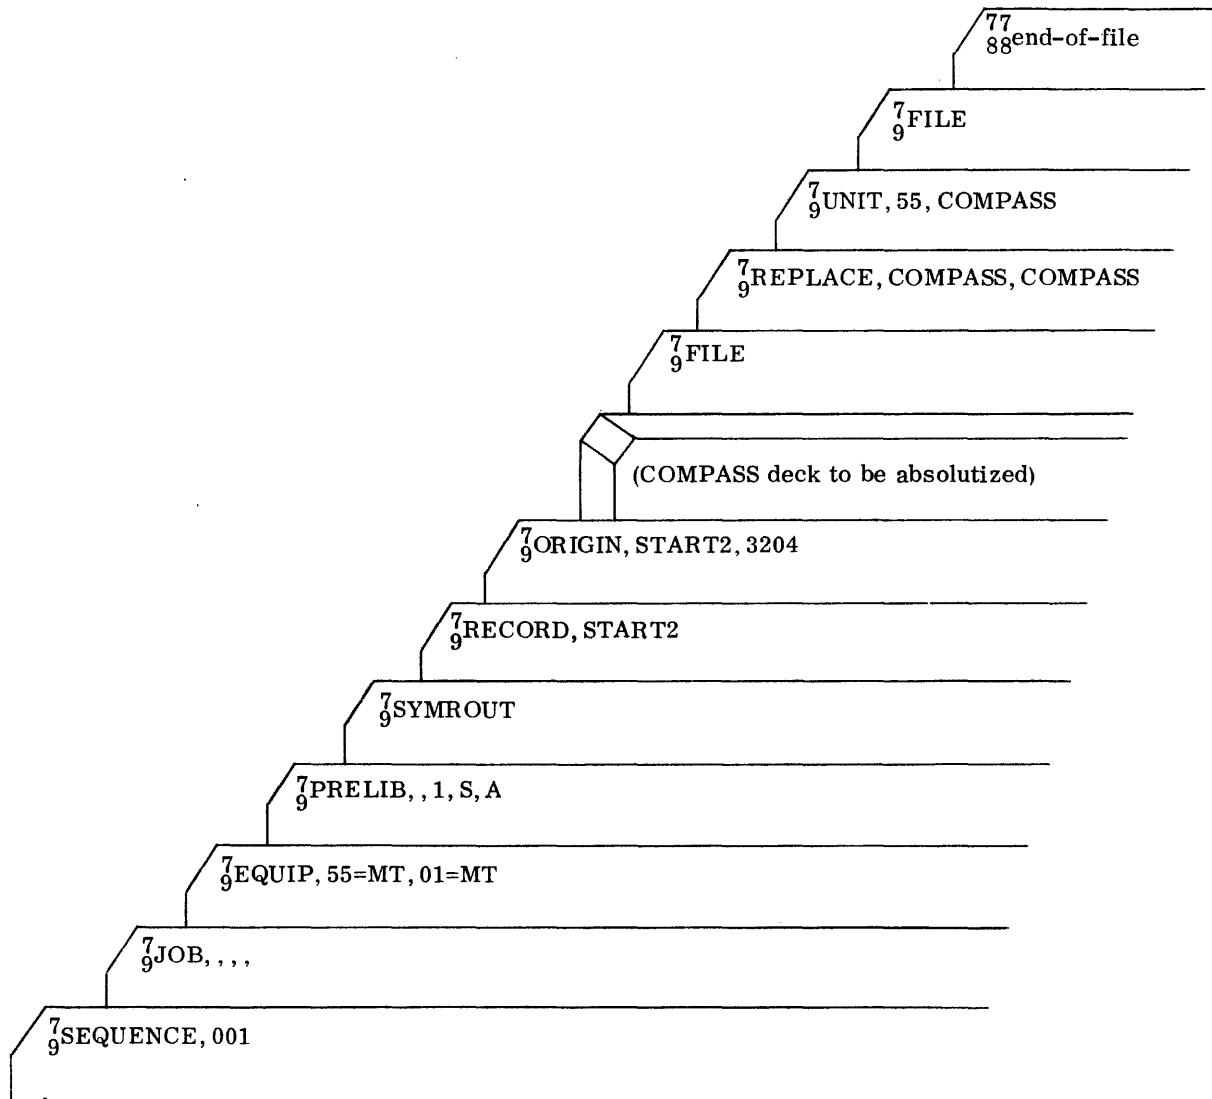 77
88end-of-file
7
9FILE
7
9UNIT, 55, COMPASS
7
9REPLACE, COMPASS, COMPASS
7
9FILE
(COMPASS deck to be absolutized)
7
9ORIGIN, START2, 3204
7
9RECORD, START2
7
9SYMROUT
7
9PRELIB, , 1, S, A
7
9EQUIP, 55=MT, 01=MT
7
9JOB, , , ,
7
9SEQUENCE, 001